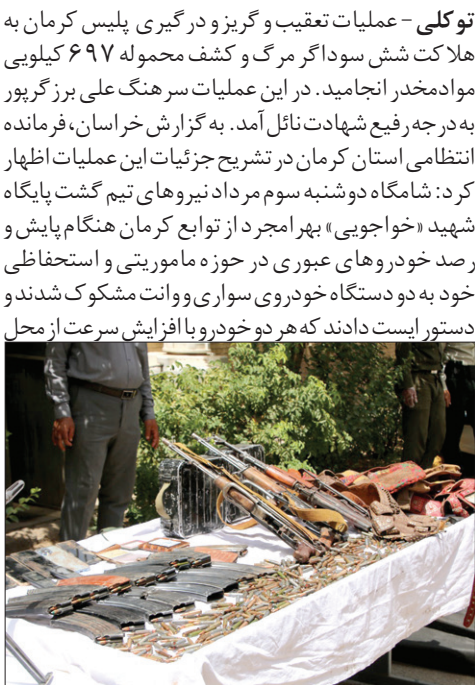 توکلی - عملیات تعقیب و گریز و درگیری پلیس کرمان به
هلاکت شش سوداگر مرگ و کشف محموله ۶۹۷ کیلویی
موادمخدر انجامید. در این عملیات سرهنگ علی برزگرپور
به درجه رفیع شهادت نائل آمد. به گزارش خراسان، فرمانده
انتظامی استان کرمان در تشریح جزئیات این عملیات اظهار
کرد: شامگاه دوشنبه سوم مرداد نیروهای تیم گشت پایگاه
شهید «خواجویی» بهرامجرد از توابع کرمان هنگام پایش و
رصد خودروهای عبوری در حوزه ماموریتی و استحفاظی
خود به دو دستگاه خودروی سواری و وانت مشکوک شدند و
دستور ایست دادند که هر دو خودرو با افزایش سرعت از محل